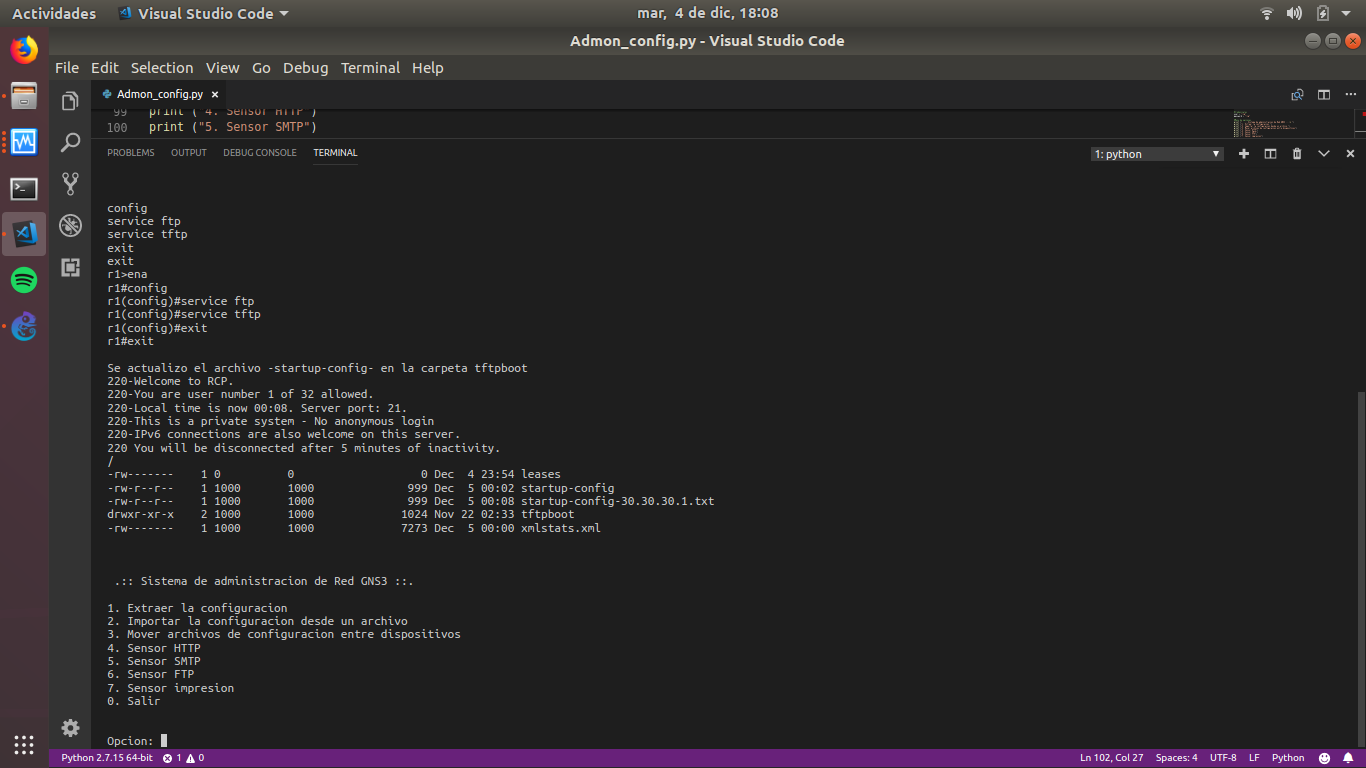 Actividades Visual Studio Code mar, 4 de dic, 18:08
Admon_config.py - Visual Studio Code
File Edit Selection View Go Debug Terminal Help
Admon_config.py
99 print ("4. Sensor HTTP")
100 print ("5. Sensor SMTP")
PROBLEMS OUTPUT DEBUG CONSOLE TERMINAL 1: python
config
service ftp
service tftp
exit
exit
r1>ena
r1#config
r1(config)#service ftp
r1(config)#service tftp
r1(config)#exit
r1#exit
Se actualizo el archivo -startup-config- en la carpeta tftpboot
220-Welcome to RCP.
220-You are user number 1 of 32 allowed.
220-Local time is now 00:08. Server port: 21.
220-This is a private system - No anonymous login
220-IPv6 connections are also welcome on this server.
220 You will be disconnected after 5 minutes of inactivity.
/
-rw------- 1 0 0 0 Dec 4 23:54 leases
-rw-r--r-- 1 1000 1000 999 Dec 5 00:02 startup-config
-rw-r--r-- 1 1000 1000 999 Dec 5 00:08 startup-config-30.30.30.1.txt
drwxr-xr-x 2 1000 1000 1024 Nov 22 02:33 tftpboot
-rw------- 1 1000 1000 7273 Dec 5 00:00 xmlstats.xml
.:: Sistema de administracion de Red GNS3 ::.
1. Extraer la configuracion
2. Importar la configuracion desde un archivo
3. Mover archivos de configuracion entre dispositivos
4. Sensor HTTP
5. Sensor SMTP
6. Sensor FTP
7. Sensor impresion
0. Salir
Opcion:
Python 2.7.15 64-bit 1 0 Ln 102, Col 27 Spaces: 4 UTF-8 LF Python